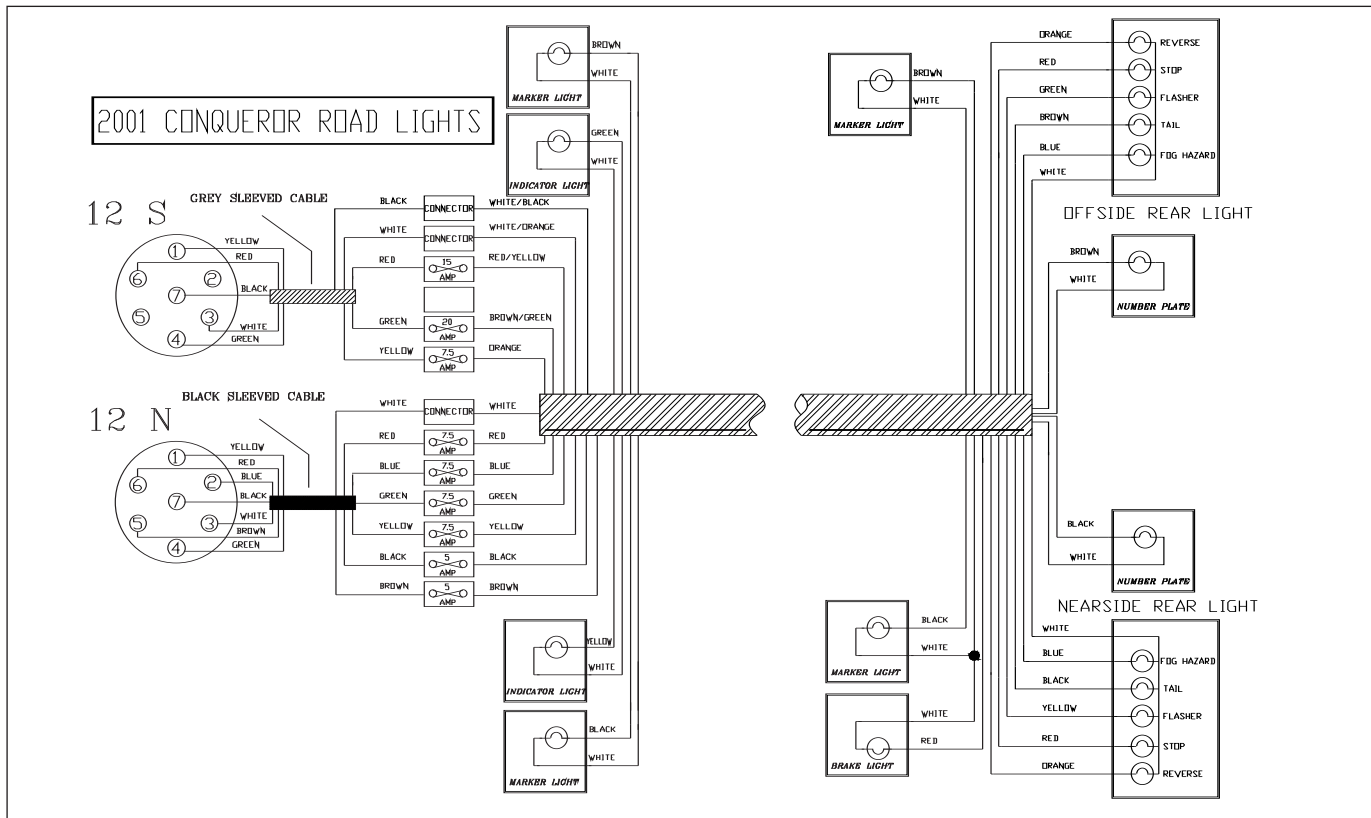 2001 CONQUEROR ROAD LIGHTS
12 S
GREY SLEEVED CABLE
YELLOW
RED
BLACK
WHITE
GREEN
1
6
2
7
5
3
4
BLACK
CONNECTOR
WHITE/BLACK
WHITE
CONNECTOR
WHITE/ORANGE
RED
15
AMP
RED/YELLOW
GREEN
20
AMP
BROWN/GREEN
YELLOW
7.5
AMP
ORANGE
12 N
BLACK SLEEVED CABLE
YELLOW
RED
BLUE
BLACK
WHITE
BROWN
GREEN
1
6
2
7
5
3
4
WHITE
CONNECTOR
WHITE
RED
7.5
AMP
RED
BLUE
7.5
AMP
BLUE
GREEN
7.5
AMP
GREEN
YELLOW
7.5
AMP
YELLOW
BLACK
5
AMP
BLACK
BROWN
5
AMP
BROWN
BROWN
WHITE
MARKER LIGHT
GREEN
WHITE
INDICATOR LIGHT
YELLOW
WHITE
INDICATOR LIGHT
BLACK
WHITE
MARKER LIGHT
BROWN
WHITE
MARKER LIGHT
BLACK
WHITE
MARKER LIGHT
WHITE
RED
BRAKE LIGHT
ORANGE
REVERSE
RED
STOP
GREEN
FLASHER
BROWN
TAIL
BLUE
FOG HAZARD
WHITE
OFFSIDE REAR LIGHT
BROWN
WHITE
NUMBER PLATE
BLACK
WHITE
NUMBER PLATE
NEARSIDE REAR LIGHT
WHITE
BLUE
FOG HAZARD
BLACK
TAIL
YELLOW
FLASHER
RED
STOP
ORANGE
REVERSE